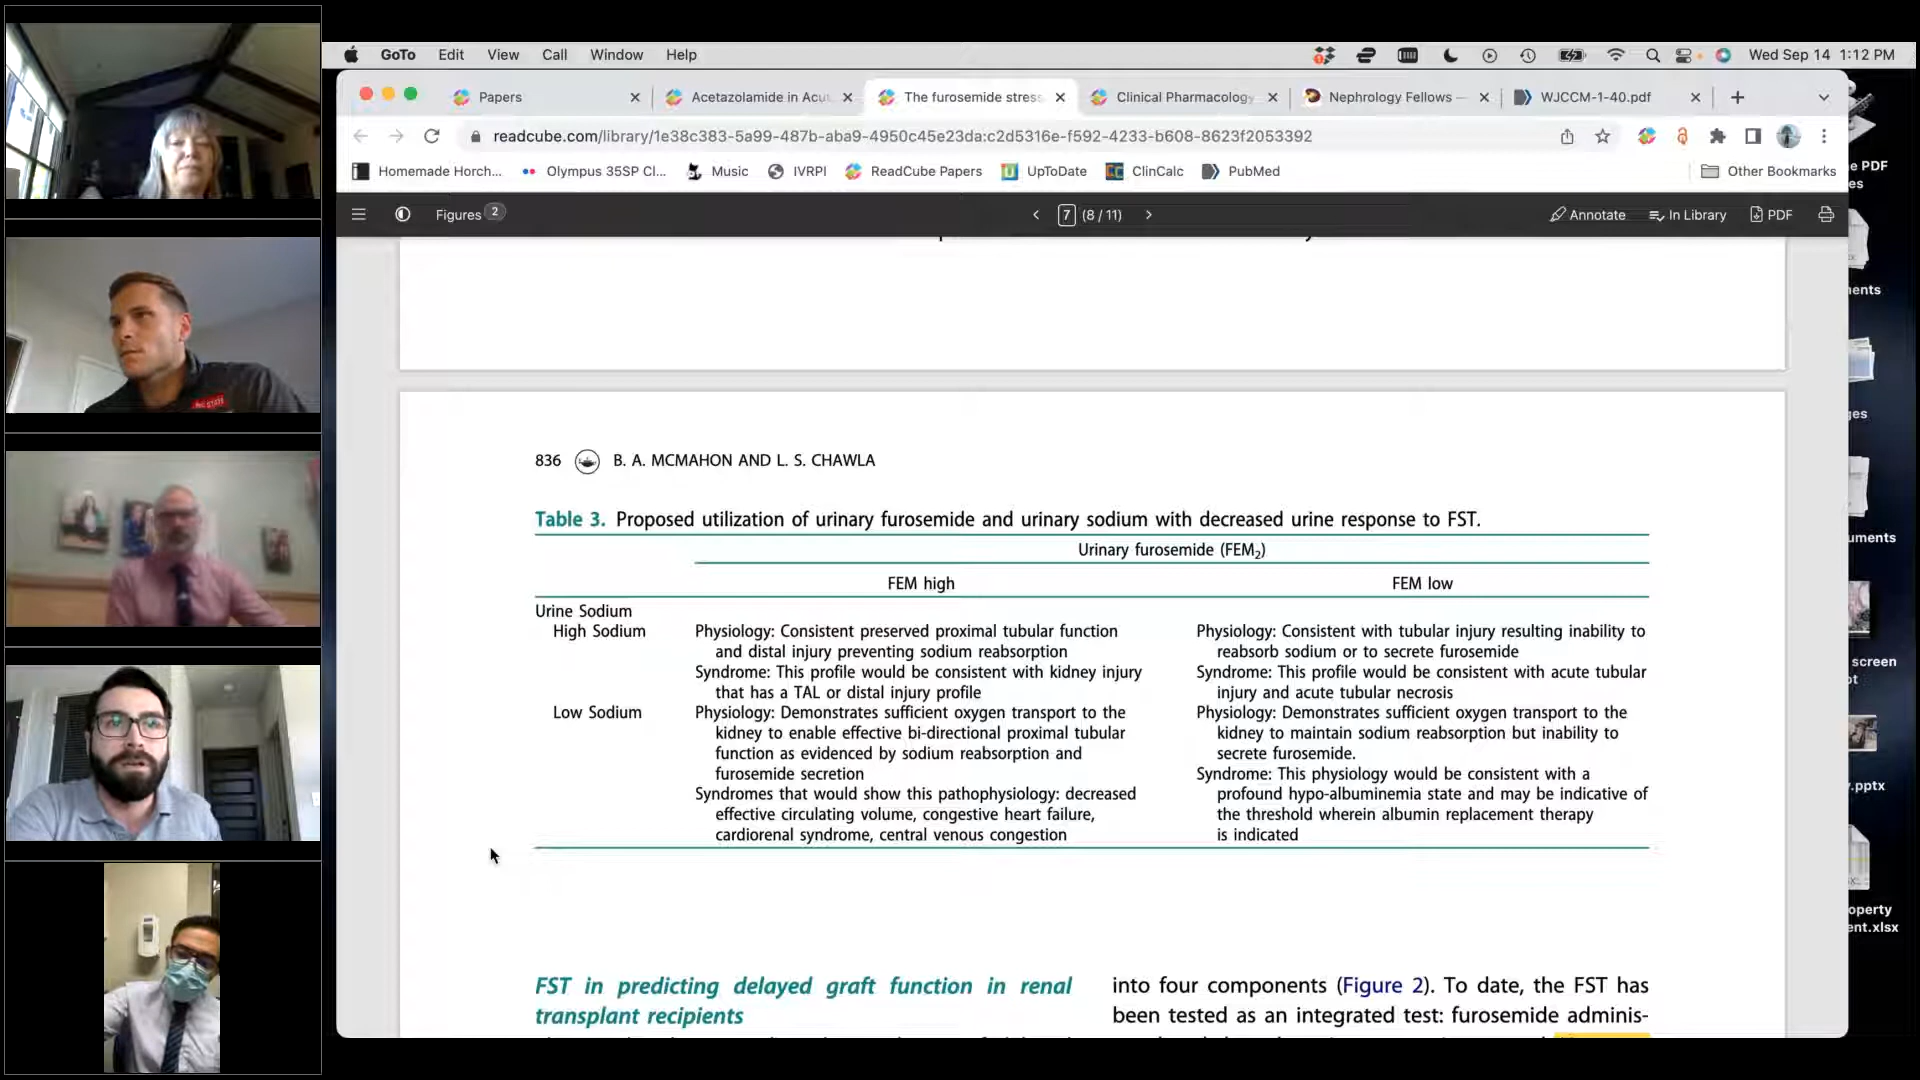 GoTo Edit View Call Window Help Wed Sep 14 1:12 PM
Papers Acetazolamide in Acut The furosemide stress Clinical Pharmacology Nephrology Fellows — WJCCM-1-40.pdf
readcube.com/library/1e38c383-5a99-487b-aba9-4950c45e23da:c2d5316e-f592-4233-b608-8623f2053392
Homemade Horch... Olympus 35SP Cl... Music IVRPI ReadCube Papers UpToDate ClinCalc PubMed Other Bookmarks
Figures 2 7 (8 / 11) Annotate In Library PDF
836 B. A. MCMAHON AND L. S. CHAWLA
Table 3. Proposed utilization of urinary furosemide and urinary sodium with decreased urine response to FST.
Urinary furosemide (FEM2)
FEM high FEM low
Urine Sodium
High Sodium
Physiology: Consistent preserved proximal tubular function
and distal injury preventing sodium reabsorption
Syndrome: This profile would be consistent with kidney injury
that has a TAL or distal injury profile
Physiology: Consistent with tubular injury resulting inability to
reabsorb sodium or to secrete furosemide
Syndrome: This profile would be consistent with acute tubular
injury and acute tubular necrosis
Low Sodium
Physiology: Demonstrates sufficient oxygen transport to the
kidney to enable effective bi-directional proximal tubular
function as evidenced by sodium reabsorption and
furosemide secretion
Syndromes that would show this pathophysiology: decreased
effective circulating volume, congestive heart failure,
cardiorenal syndrome, central venous congestion
Physiology: Demonstrates sufficient oxygen transport to the
kidney to maintain sodium reabsorption but inability to
secrete furosemide.
Syndrome: This physiology would be consistent with a
profound hypo-albuminemia state and may be indicative of
the threshold wherein albumin replacement therapy
is indicated
FST in predicting delayed graft function in renal
transplant recipients
into four components (Figure 2). To date, the FST has
been tested as an integrated test: furosemide adminis-
e PDF
es
ents
ges
uments
screen
ot
y.pptx
operty
ent.xlsx